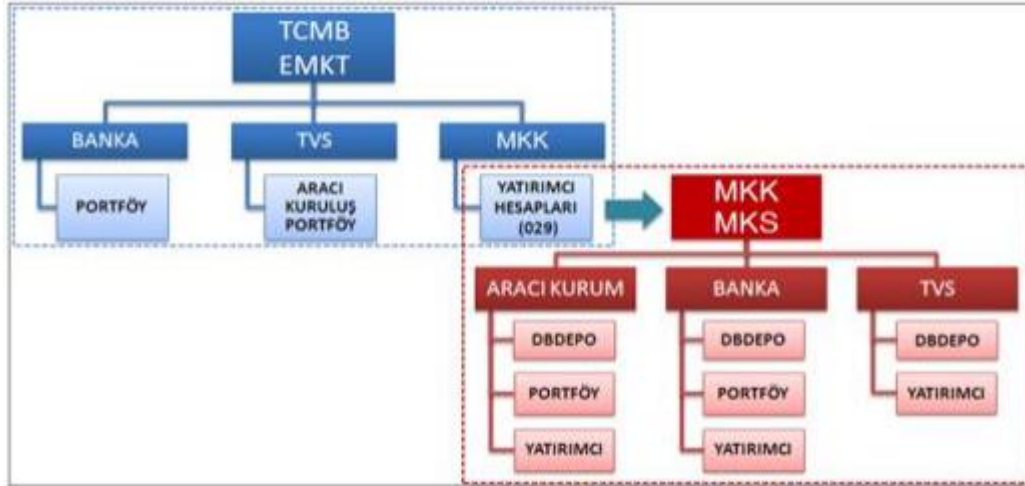 TCMB
EMKT
BANKA
TVS
MKK
PORTFÖY
ARACI
KURULUŞ
PORTFÖY
YATIRIMCI
HESAPLARI
(029)
MKK
MKS
ARACI KURUM
BANKA
TVS
DBDEPO
DBDEPO
DBDEPO
PORTFÖY
PORTFÖY
YATIRIMCI
YATIRIMCI
YATIRIMCI